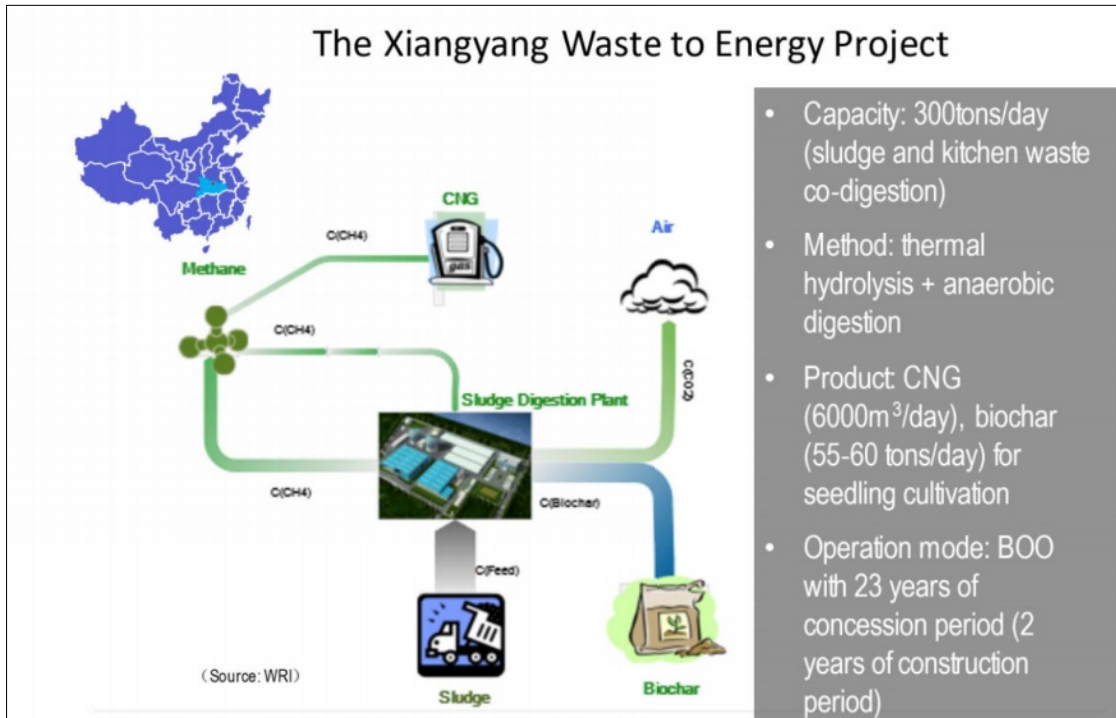 The Xiangyang Waste to Energy Project
CNG
Air
C(CH4)
Methane
gas
C(CH4)
C(CO2)
Sludge Digestion Plant
C(CH4)
C(Biochar)
C(Feed)
（Source: WRI）
Sludge
Biochar
• Capacity: 300tons/day
(sludge and kitchen waste
co-digestion)
• Method: thermal
hydrolysis + anaerobic
digestion
• Product: CNG
(6000m³/day), biochar
(55-60 tons/day) for
seedling cultivation
• Operation mode: BOO
with 23 years of
concession period (2
years of construction
period)